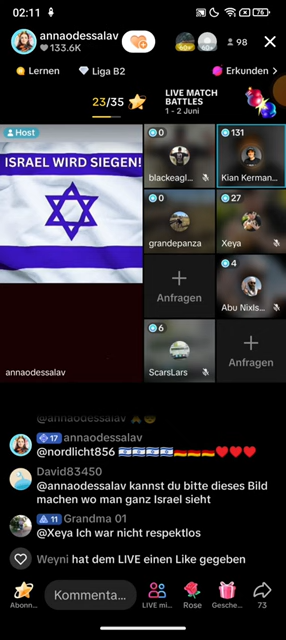 02:11
76
annaodessalav
133.6K
98
Lernen
Liga B2
Erkunden
23/35
LIVE MATCH
BATTLES
1 - 2 Juni
Host
ISRAEL WIRD SIEGEN!
annaodessalav
0
blackeagl...
131
Kian Kerman...
0
grandepanza
27
Xeya
Anfragen
4
Abu Nixls...
6
ScarsLars
Anfragen
@annaodessalav
17 annaodessalav
@nordlicht856 🇮🇱🇮🇱🇮🇱🇮🇱🇩🇪🇩🇪🇩🇪❤️❤️❤️
David83450
@annaodessalav kannst du bitte dieses Bild
machen wo man ganz Israel sieht
11 Grandma 01
@Xeya Ich war nicht respektlos
Weyni hat dem LIVE einen Like gegeben
Kommenta...
Abonn...
LIVE mi...
Rose
Gesche...
73